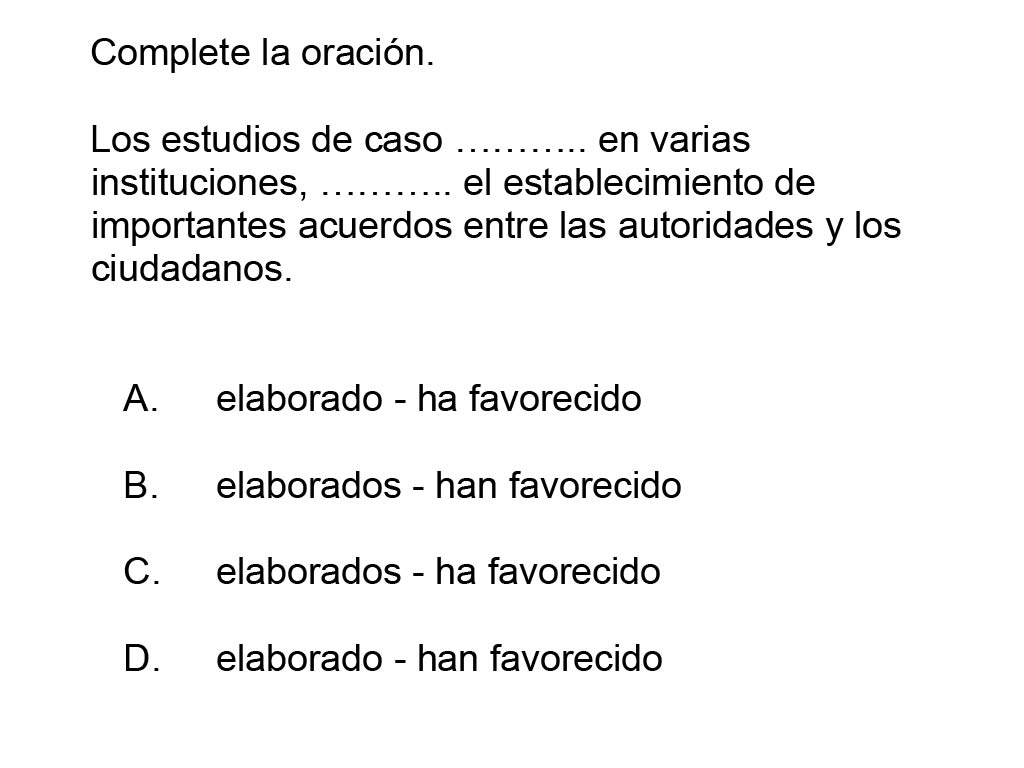 Complete la oración.
Los estudios de caso ……….. en varias
instituciones, ……….. el establecimiento de
importantes acuerdos entre las autoridades y los
ciudadanos.
A. elaborado - ha favorecido
B. elaborados - han favorecido
C. elaborados - ha favorecido
D. elaborado - han favorecido